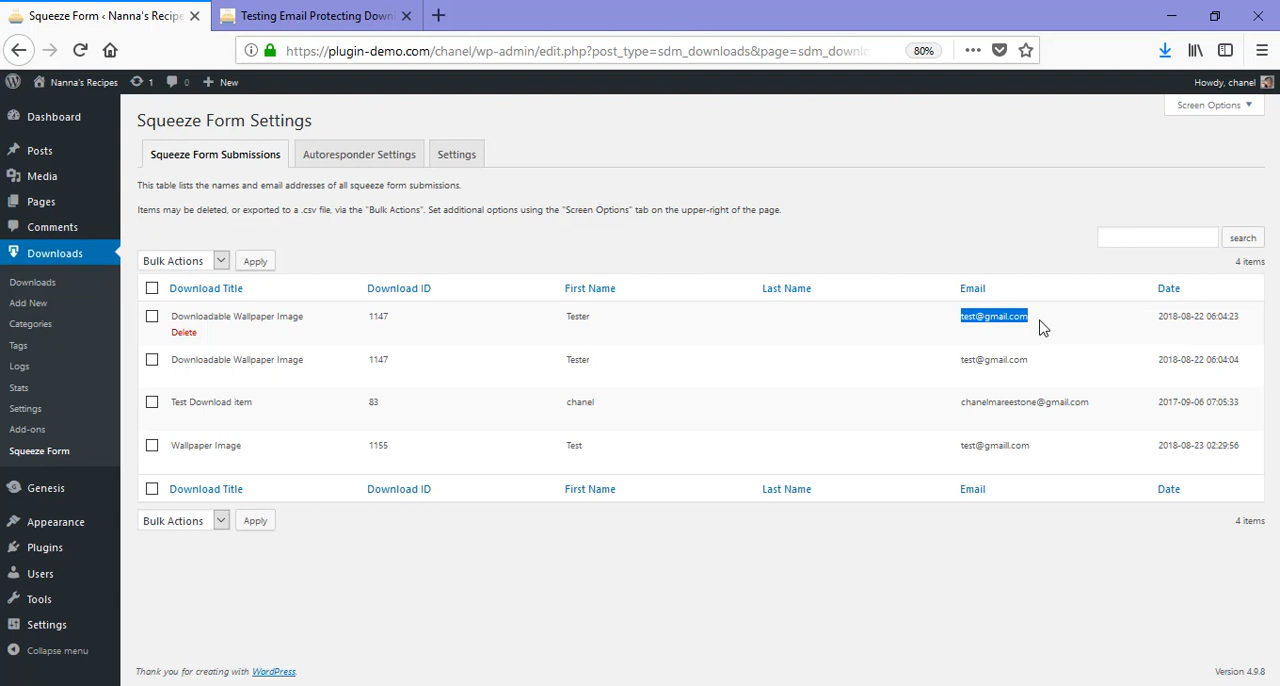 Squeeze Form ‹ Nanna's Recipe
Testing Email Protecting Down
https://plugin-demo.com/chanel/wp-admin/edit.php?post_type=sdm_downloads&page=sdm_downlo
80%
Nanna's Recipes
1
0
New
Howdy, chanel
Screen Options
Dashboard
Posts
Media
Pages
Comments
Downloads
Downloads
Add New
Categories
Tags
Logs
Stats
Settings
Add-ons
Squeeze Form
Genesis
Appearance
Plugins
Users
Tools
Settings
Collapse menu
Squeeze Form Settings
Squeeze Form Submissions
Autoresponder Settings
Settings
This table lists the names and email addresses of all squeeze form submissions.
Items may be deleted, or exported to a .csv file, via the "Bulk Actions". Set additional options using the "Screen Options" tab on the upper-right of the page.
search
Bulk Actions Apply
4 items
Download Title Download ID First Name Last Name Email Date
Downloadable Wallpaper Image 1147 Tester test@gmail.com 2018-08-22 06:04:23
Delete
Downloadable Wallpaper Image 1147 Tester test@gmail.com 2018-08-22 06:04:04
Test Download item 83 chanel chanelmareestone@gmail.com 2017-09-06 07:05:33
Wallpaper Image 1155 Test test@gmaill.com 2018-08-23 02:29:56
Download Title Download ID First Name Last Name Email Date
Bulk Actions Apply
4 items
Thank you for creating with WordPress.
Version 4.9.8